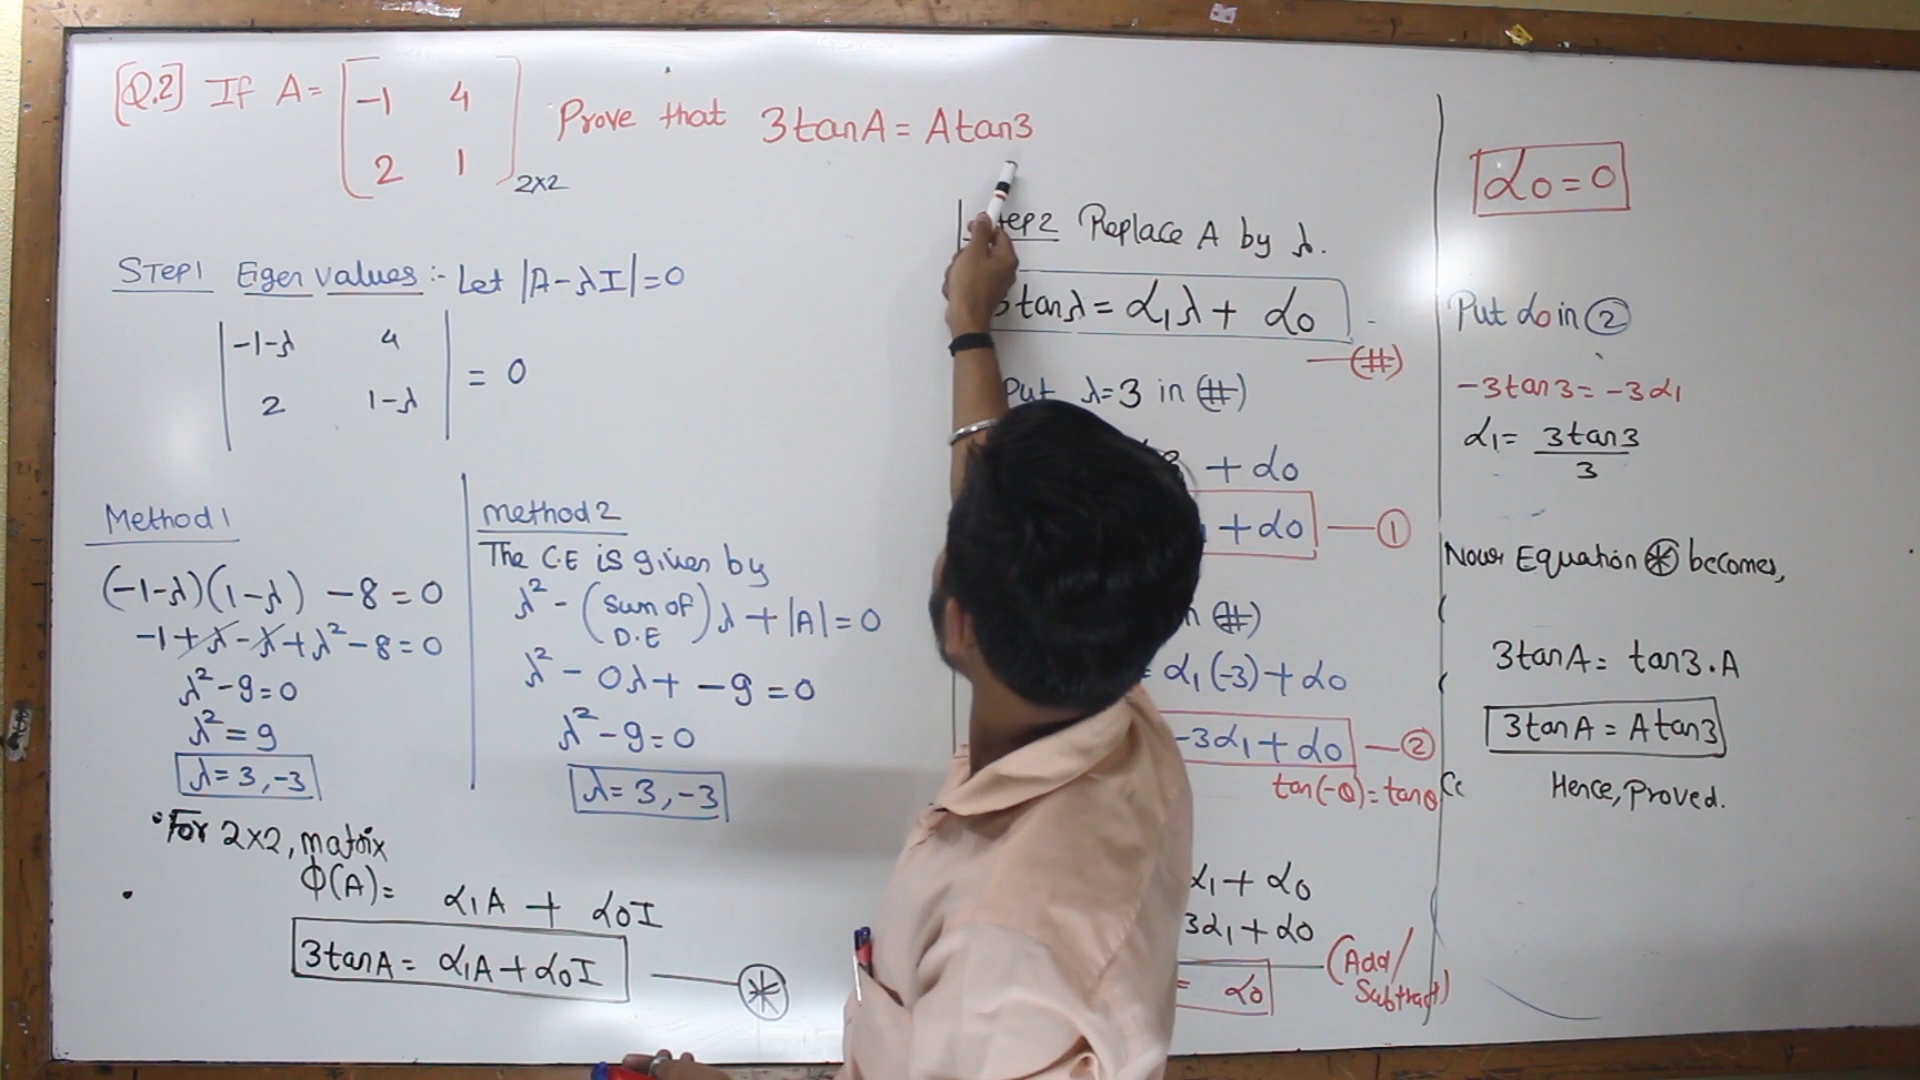 [Q.2] If A= [-1 4
2 1] 2×2 Prove that 3tanA = Atan3
STEP1 Eigen values :- Let |A-λI|=0
|-1-λ 4
2 1-λ| = 0
Method 1
(-1-λ)(1-λ) -8 = 0
-1+λ-λ+λ²-8=0
λ²-9=0
λ²=9
λ=3,-3
method 2
The C.E is given by
λ² - (Sum of D.E)λ + |A| = 0
λ² - 0λ + -9 = 0
λ²-9=0
λ=3,-3
• For 2×2, matrix
Φ(A)= α₁A + α₀I
3tanA = α₁A + α₀I —(*)
Replace A by λ.
tanλ = α₁λ + α₀
—(#)
Put λ=3 in (#)
+ α₀
+ α₀ —①
(#)
α₁(-3) + α₀
-3α₁ + α₀ —②
tan(-θ) = tanθ
α₁ + α₀
3α₁ + α₀
(Add/
Subtract)
= α₀
α₀ = 0
Put α₀ in ②
-3tan3 = -3α₁
α₁ = 3tan3/3
Now Equation (*) becomes,
3tanA = tan3.A
3tanA = Atan3
Hence, Proved.